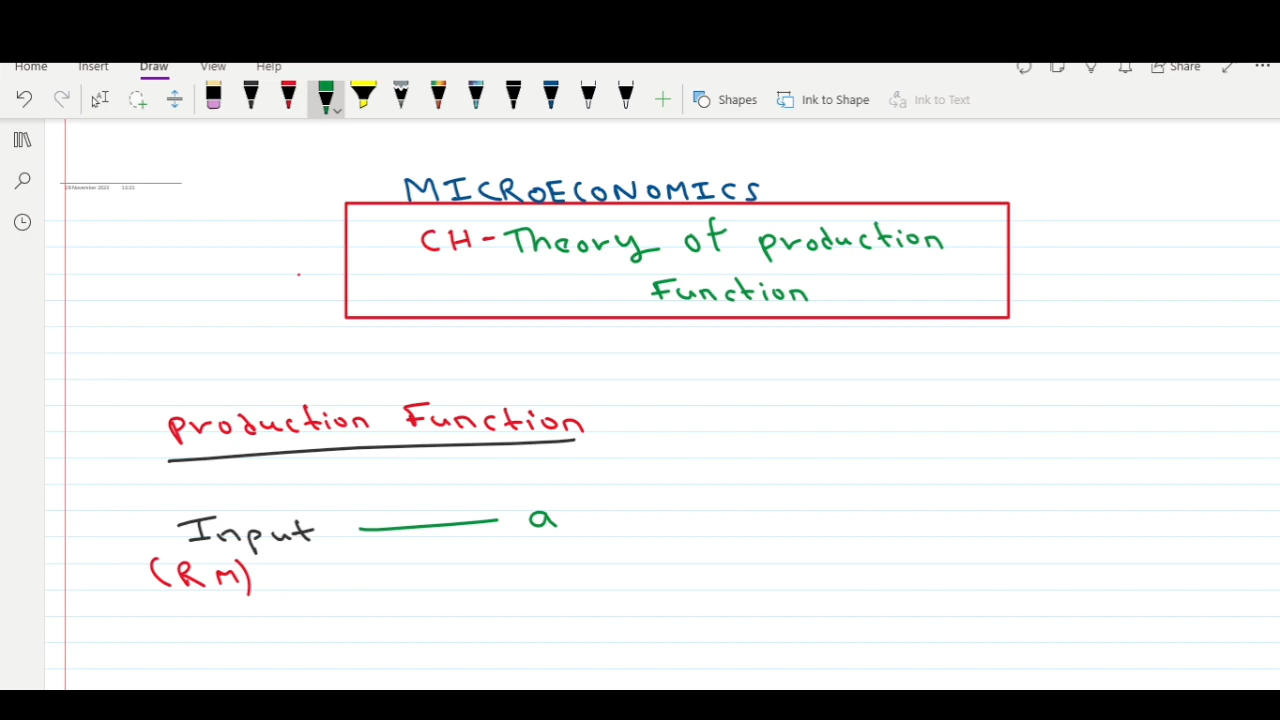 Home Insert Draw View Help Share
Shapes Ink to Shape Ink to Text
MICROECONOMICS
CH-Theory of production
Function
production Function
Input a
(RM)